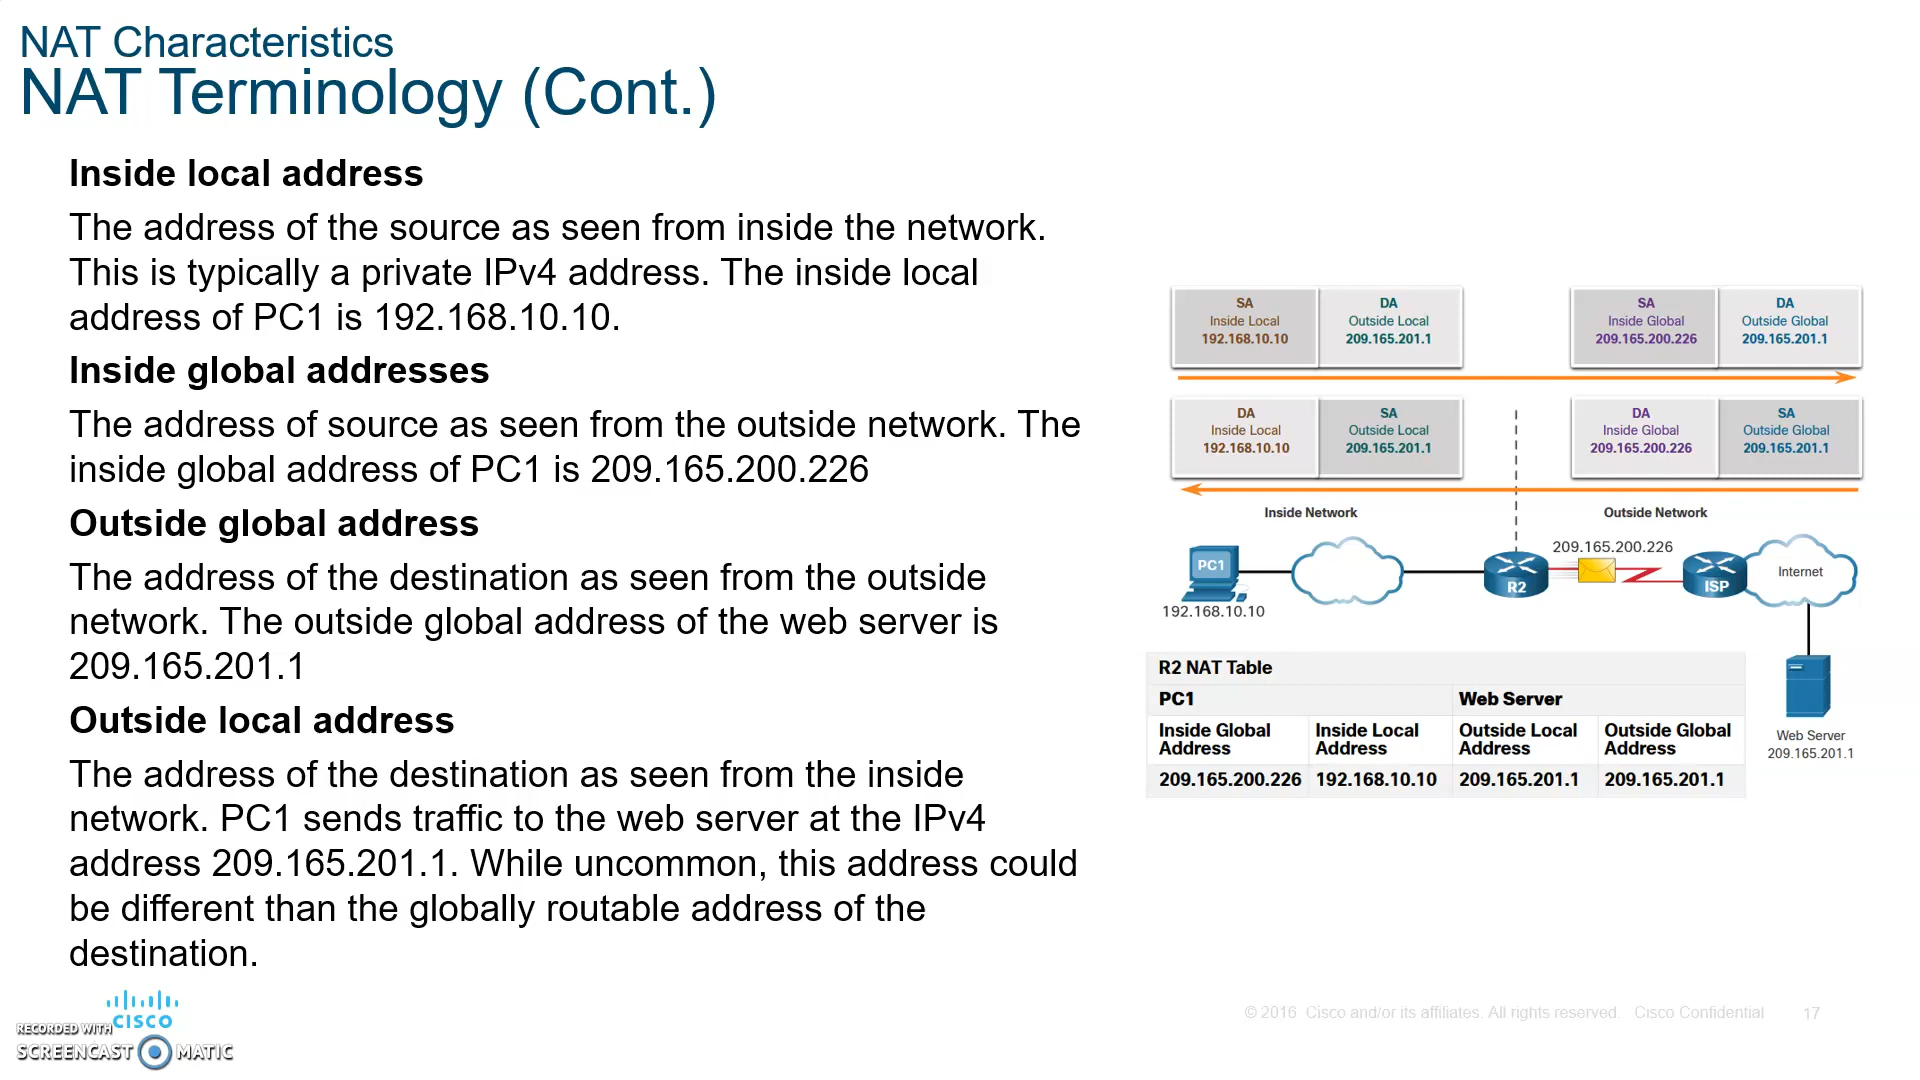 NAT Characteristics
NAT Terminology (Cont.)
Inside local address
The address of the source as seen from inside the network.
This is typically a private IPv4 address. The inside local
address of PC1 is 192.168.10.10.
Inside global addresses
The address of source as seen from the outside network. The
inside global address of PC1 is 209.165.200.226
Outside global address
The address of the destination as seen from the outside
network. The outside global address of the web server is
209.165.201.1
Outside local address
The address of the destination as seen from the inside
network. PC1 sends traffic to the web server at the IPv4
address 209.165.201.1. While uncommon, this address could
be different than the globally routable address of the
destination.
SA
Inside Local
192.168.10.10
DA
Outside Local
209.165.201.1
SA
Inside Global
209.165.200.226
DA
Outside Global
209.165.201.1
DA
Inside Local
192.168.10.10
SA
Outside Local
209.165.201.1
DA
Inside Global
209.165.200.226
SA
Outside Global
209.165.201.1
Inside Network
Outside Network
209.165.200.226
PC1
R2
ISP
Internet
192.168.10.10
Web Server
209.165.201.1
R2 NAT Table
PC1 Web Server
Inside Global Address
Inside Local Address
Outside Local Address
Outside Global Address
209.165.200.226 192.168.10.10 209.165.201.1 209.165.201.1
CISCO
RECORDED WITH
SCREENCAST MATIC
© 2016 Cisco and/or its affiliates. All rights reserved. Cisco Confidential 17